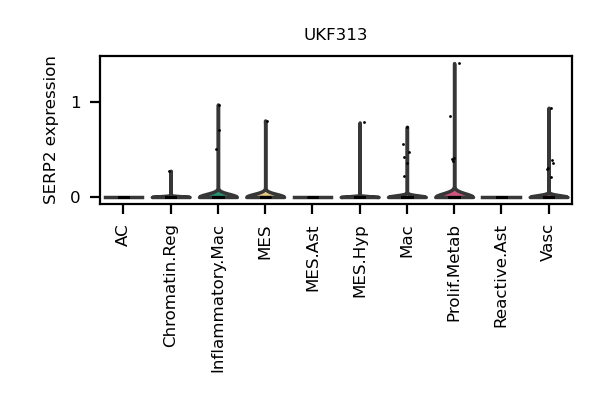 UKF313
SERP2 expression
1
0
AC
Chromatin.Reg
Inflammatory.Mac
MES
MES.Ast
MES.Hyp
Mac
Prolif.Metab
Reactive.Ast
Vasc